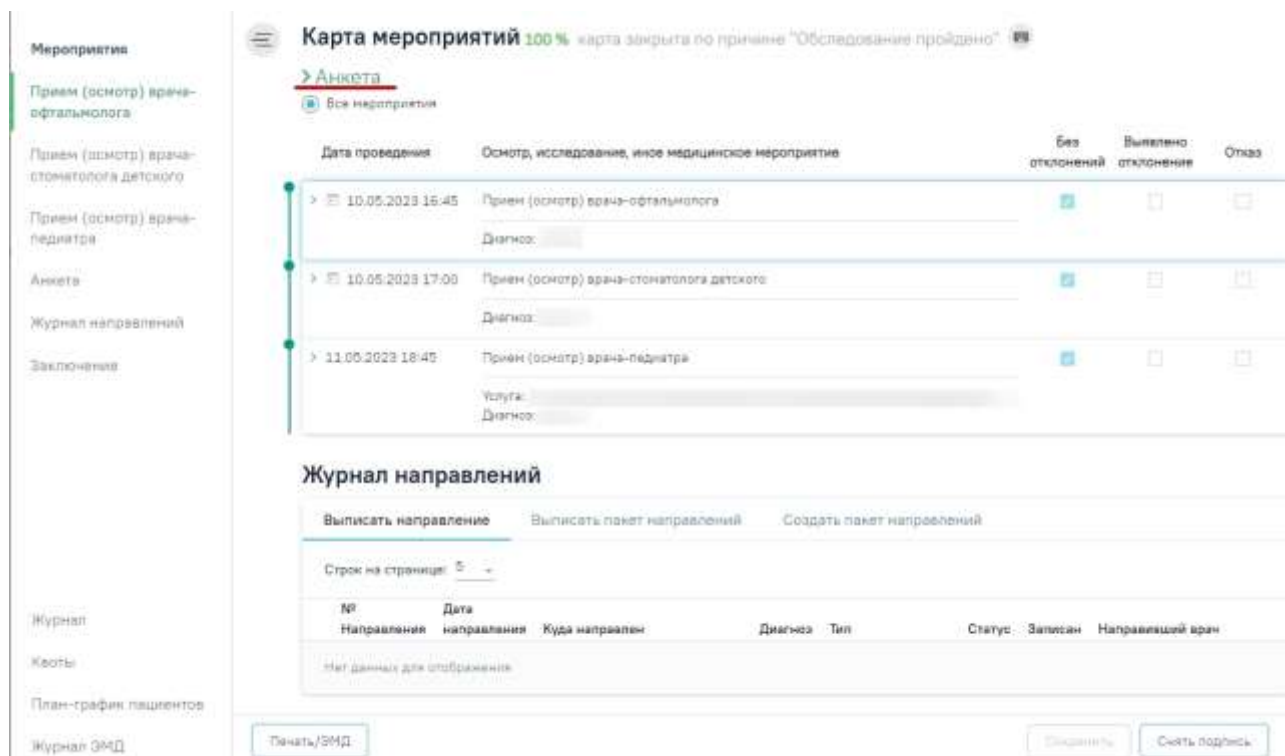 Мероприятия
Прием (осмотр) врача-
офтальмолога
Прием (осмотр) врача-
стоматолога детского
Прием (осмотр) врача-
педиатра
Анкета
Журнал направлений
Заключение
Журнал
Квоты
План-график пациентов
Журнал ЭМД
Карта мероприятий 100 % карта закрыта по причине "Обследование пройдено"
Анкета
Все мероприятия
Дата проведения Осмотр, исследование, иное медицинское мероприятие Без отклонений Выявлено отклонение Отказ
10.05.2023 16:45 Прием (осмотр) врача-офтальмолога
Диагноз:
10.05.2023 17:00 Прием (осмотр) врача-стоматолога детского
Диагноз:
11.05.2023 18:45 Прием (осмотр) врача-педиатра
Услуга:
Диагноз:
Журнал направлений
Выписать направление Выписать пакет направлений Создать пакет направлений
Строк на странице: 5
№ Направления Дата направления Куда направлен Диагноз Тип Статус Записан Направивший врач
Нет данных для отображения
Печать/ЭМД Сохранить Снять подпись